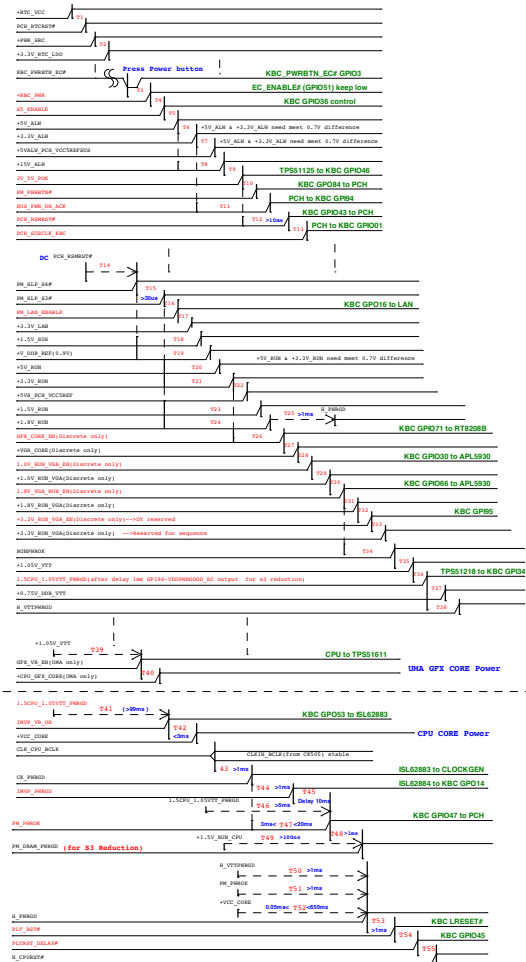 +RTC_VCC
T1
PCH_RTCRST#
+PWR_SRC
T2
+3.3V_RTC_LDO
Press Power button
KBC_PWRBTN_EC#
KBC_PWRBTN_EC# GPIO3
T3
EC_ENABLE# (GPIO51) keep low
+KBC_PWR
T4
KBC GPIO36 control
S5_ENABLE
T5
+5V_ALW
T6
+5V_ALW & +3.3V_ALW need meet 0.7V difference
+3.3V_ALW
T7
+5V_ALW & +3.3V_ALW need meet 0.7V difference
+5VALW_PCH_VCC5REFSUS
+15V_ALW
T8
T9
TPS51125 to KBC GPIO46
3V_5V_POK
T10
KBC GPO84 to PCH
PM_PWRBTN#
PCH to KBC GPI94
SUS_PWR_DN_ACK
T11
KBC GPIO43 to PCH
PCH_RSMRST#
T12 >10ms
PCH to KBC GPIO01
T13
PCH_SUSCLK_KBC
DC PCH_RSMRST#
T14
PM_SLP_S4#
T15
PM_SLP_S3#
>30us
T16
KBC GPO16 to LAN
PM_LAN_ENABLE
T17
+3.3V_LAN
+1.5V_SUS
T18
+V_DDR_REF(0.9V)
T19
+5V_RUN & +3.3V_RUN need meet 0.7V difference
+5V_RUN
T20
+3.3V_RUN
T21
T22
+5VS_PCH_VCC5REF
+1.5V_RUN
T23
H_PWRGD
T25 >1ms
+1.8V_RUN
T24
KBC GPIO71 to RT8208B
GFX_CORE_EN(Discrete only)
T26
+VGA_CORE(Discrete only)
T27
KBC GPIO30 to APL5930
1.0V_RUN_VGA_EN(Discrete only)
T28
+1.0V_RUN_VGA(Discrete only)
T29
KBC GPIO66 to APL5930
1.8V_VGA_RUN_EN(Discrete only)
T30
+1.8V_RUN_VGA(Discrete only)
T31
KBC GPI95
+3.3V_RUN_VGA_EN(Discrete only)-->DY reserved
T32
+3.3V_RUN_VGA(Discrete only) -->Reserved for sequence
T33
RUNPWROK
T34
+1.05V_VTT
T35
TPS51218 to KBC GPI34
1.5CPU_1.05VTT_PWRGD(after delay 1ms GPI96-VDDPWRGOOD_EC output for s3 reduction)
T36
+0.75V_DDR_VTT
T37
H_VTTPWRGD
T38
+1.05V_VTT
T39
CPU to TPS51611
GFX_VR_EN(UMA only)
T40
UMA GFX CORE Power
+CPU_GFX_CORE(UMA only)
1.5CPU_1.05VTT_PWRGD
T41 (>99ms)
KBC GPO53 to ISL62883
IMVP_VR_ON
T42
<3ms
CPU CORE Power
+VCC_CORE
CLK_CPU_BCLK
CLKIN_BCLK(from CK505) stable
43 >1ms
ISL62883 to CLOCKGEN
CK_PWRGD
T44 >1ms
ISL62884 to KBC GPO14
IMVP_PWRGD
T45
Delay 10ms
1.5CPU_1.05VTT_PWRGD
T46 >5ms
KBC GPIO47 to PCH
PM_PWROK
3ms< T47 <20ms
T48 >1ms
+1.5V_RUN_CPU
T49 >100ns
PM_DRAM_PWRGD (for S3 Reduction)
H_VTTPWRGD
T50 >1ms
PM_PWROK
T51 >1ms
+VCC_CORE
0.05ms< T52 <650ms
H_PWRGD
T53
>1ms
KBC LRESET#
PLT_RST#
T54
KBC GPIO45
PLTRST_DELAY#
T55
H_CPURST#